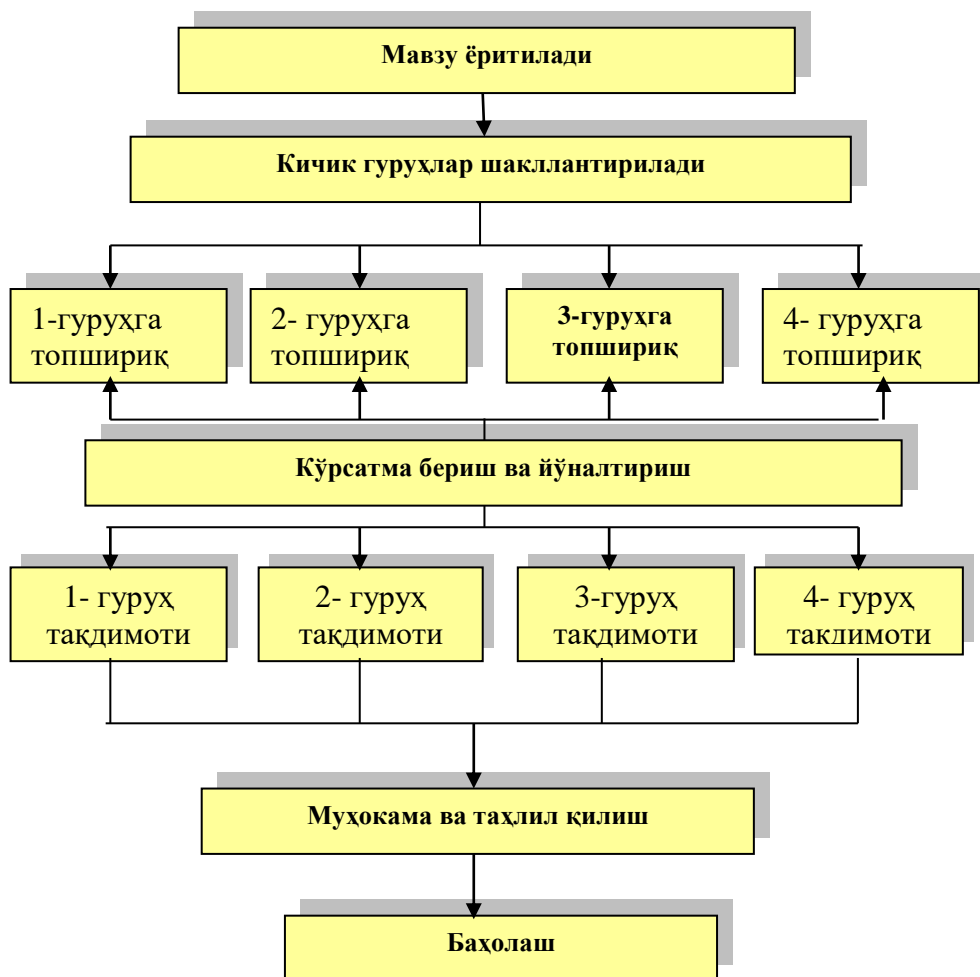 Мавзу ёритилади
Кичик гуруҳлар шакллантирилади
1-гуруҳга
топшириқ
2- гуруҳга
топшириқ
3-гуруҳга
топшириқ
4- гуруҳга
топшириқ
Кўрсатма бериш ва йўналтириш
1- гуруҳ
тақдимоти
2- гуруҳ
тақдимоти
3-гуруҳ
тақдимоти
4- гуруҳ
тақдимоти
Муҳокама ва таҳлил қилиш
Баҳолаш